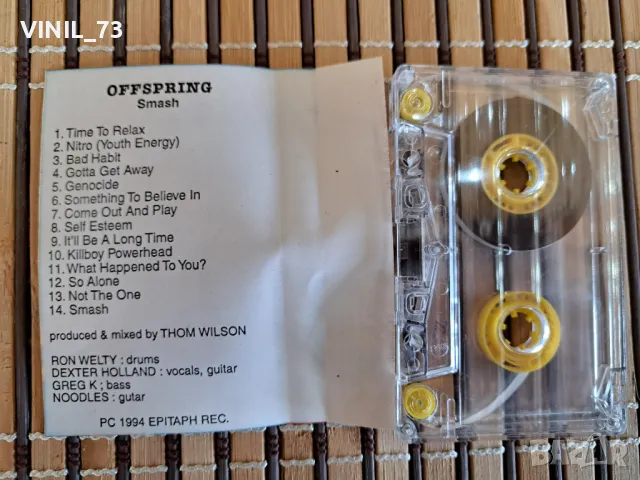 VINIL_73
OFFSPRING
Smash
1. Time To Relax
2. Nitro (Youth Energy)
3. Bad Habit
4. Gotta Get Away
5. Genocide
6. Something To Believe In
7. Come Out And Play
8. Self Esteem
9. It'll Be A Long Time
10. Killboy Powerhead
11. What Happened To You?
12. So Alone
13. Not The One
14. Smash
produced & mixed by THOM WILSON
RON WELTY : drums
DEXTER HOLLAND : vocals, guitar
GREG K ; bass
NOODLES : gutar
PC 1994 EPITAPH REC.
BAZAR